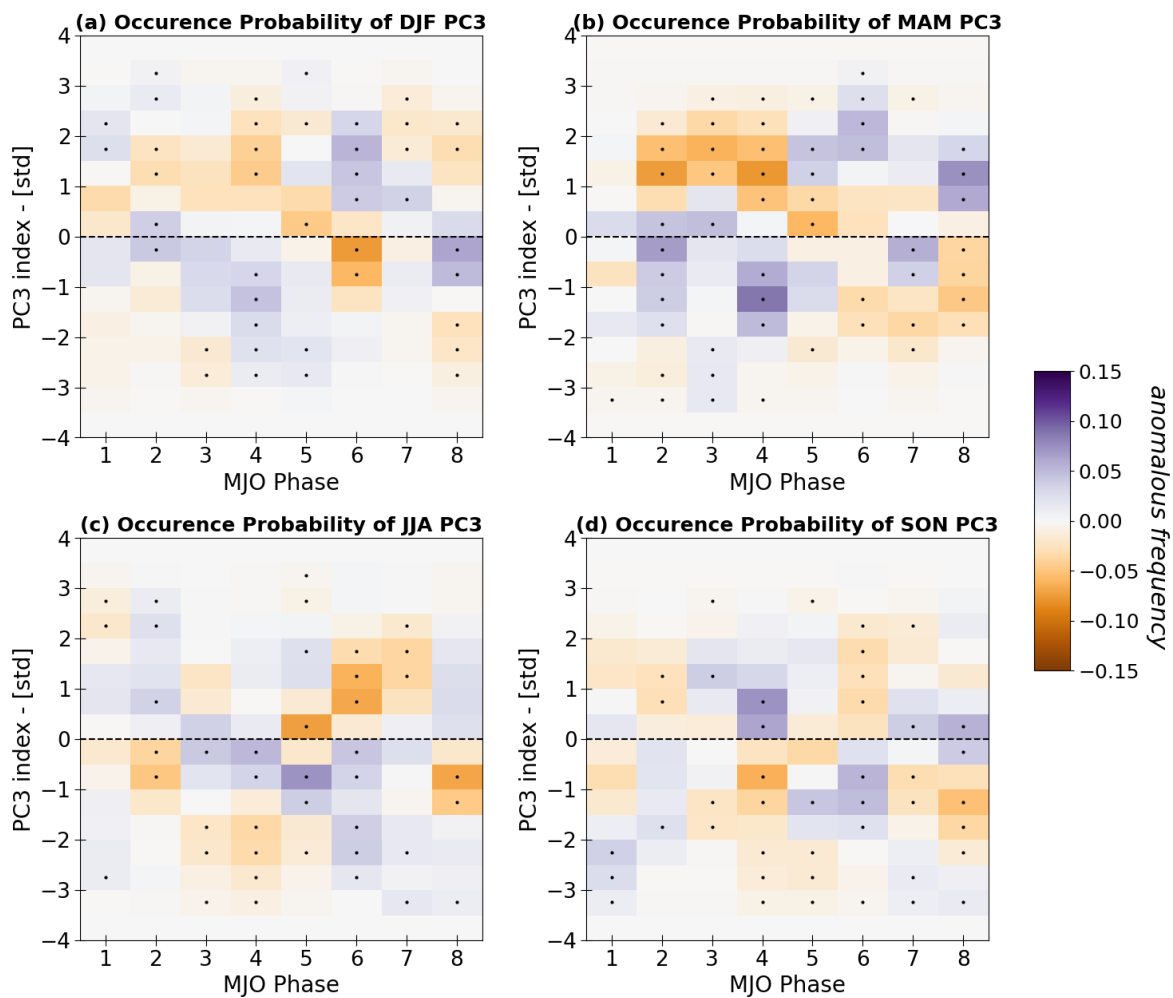 (a) Occurence Probability of DJF PC3
4
3
2
1
0
−1
−2
−3
−4
PC3 index - [std]
1 2 3 4 5 6 7 8
MJO Phase
(b) Occurence Probability of MAM PC3
4
3
2
1
0
−1
−2
−3
−4
PC3 index - [std]
1 2 3 4 5 6 7 8
MJO Phase
(c) Occurence Probability of JJA PC3
4
3
2
1
0
−1
−2
−3
−4
PC3 index - [std]
1 2 3 4 5 6 7 8
MJO Phase
(d) Occurence Probability of SON PC3
4
3
2
1
0
−1
−2
−3
−4
PC3 index - [std]
1 2 3 4 5 6 7 8
MJO Phase
0.15
0.10
0.05
0.00
−0.05
−0.10
−0.15
anomalous frequency